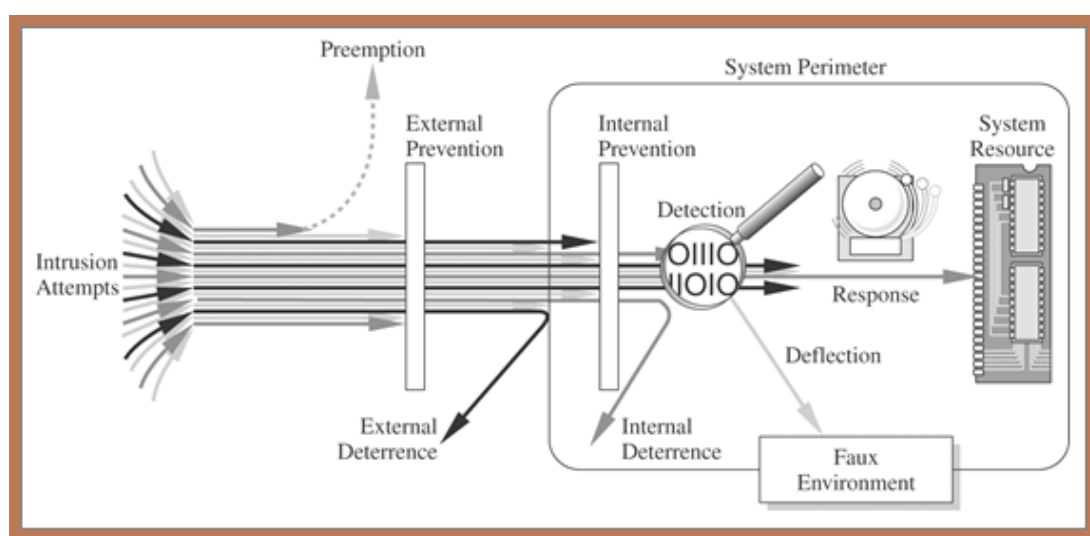 Preemption
System Perimeter
External
Prevention
Internal
Prevention
System
Resource
Detection
OIIIO
IIOIO
Intrusion
Attempts
Response
Deflection
External
Deterrence
Internal
Deterrence
Faux
Environment